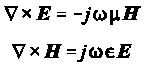 ∇ × E = -jωμH
∇ × H = jωϵE